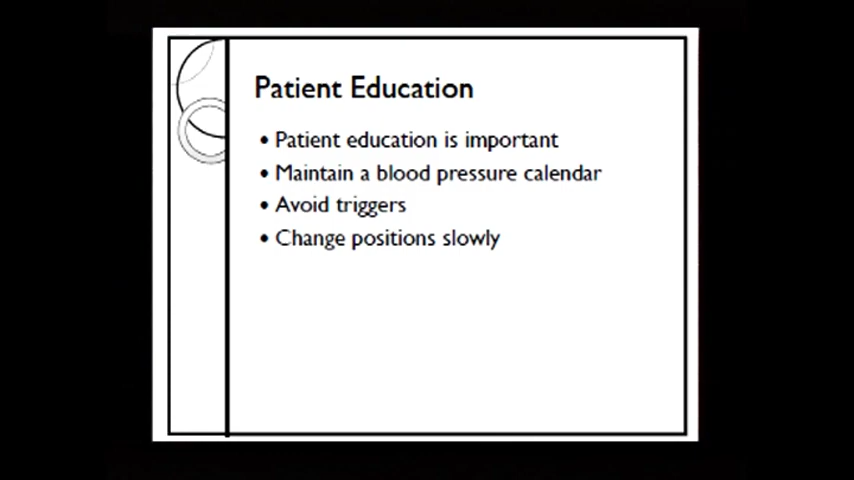 Patient Education
• Patient education is important
• Maintain a blood pressure calendar
• Avoid triggers
• Change positions slowly